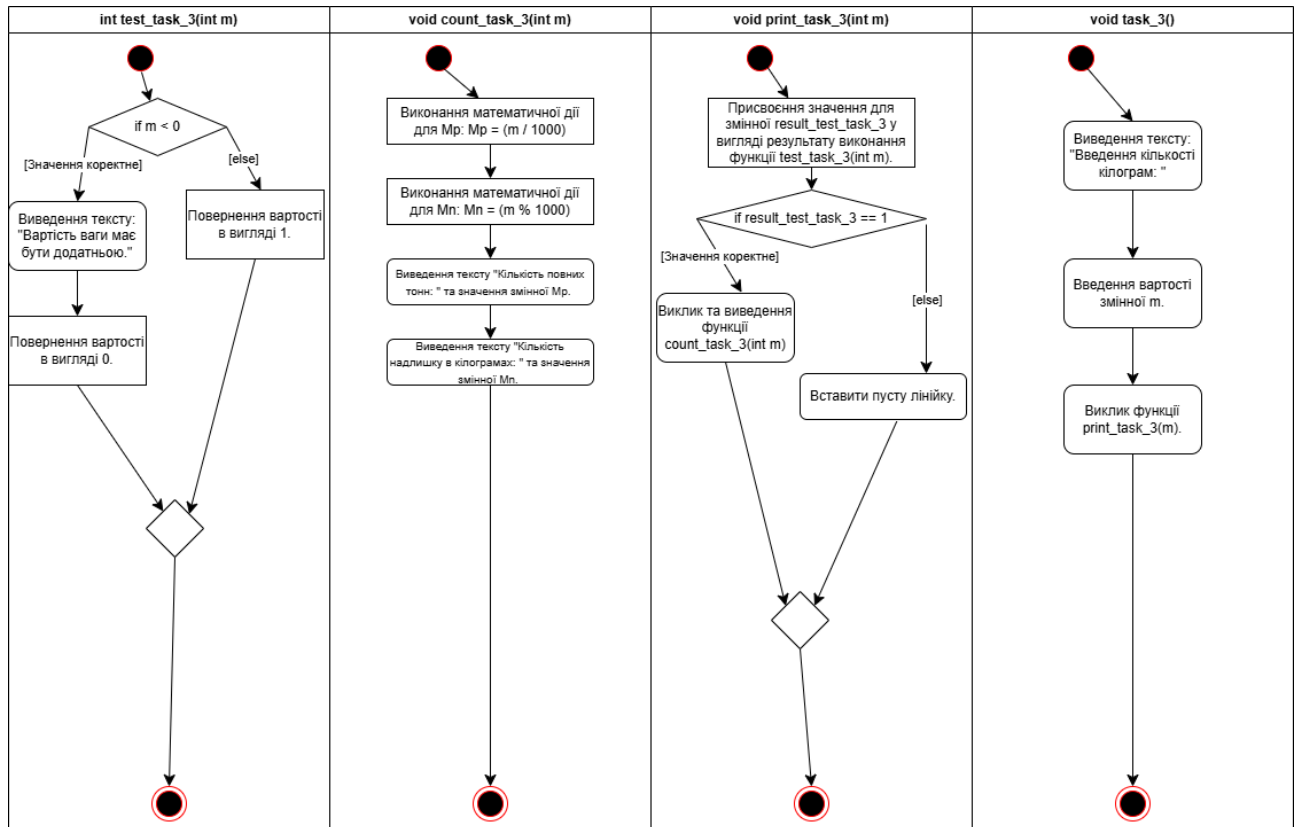 int test_task_3(int m)
if m < 0
[Значення коректне]
[else]
Виведення тексту:
"Вартість ваги має
бути додатньою."
Повернення вартості
в вигляді 1.
Повернення вартості
в вигляді 0.
void count_task_3(int m)
Виконання математичної дії
для Мр: Мр = (m / 1000)
Виконання математичної дії
для Mn: Mn = (m % 1000)
Виведення тексту "Кількість повних
тонн: " та значення змінної Мр.
Виведення тексту "Кількість
надлишку в кілограмах: " та значення
змінної Mn.
void print_task_3(int m)
Присвоєння значення для
змінної result_test_task_3 у
вигляді результату виконання
функції test_task_3(int m).
if result_test_task_3 == 1
[Значення коректне]
[else]
Виклик та виведення
функції
count_task_3(int m)
Вставити пусту лінійку.
void task_3()
Виведення тексту:
"Введення кількості
кілограм: "
Введення вартості
змінної m.
Виклик функції
print_task_3(m).